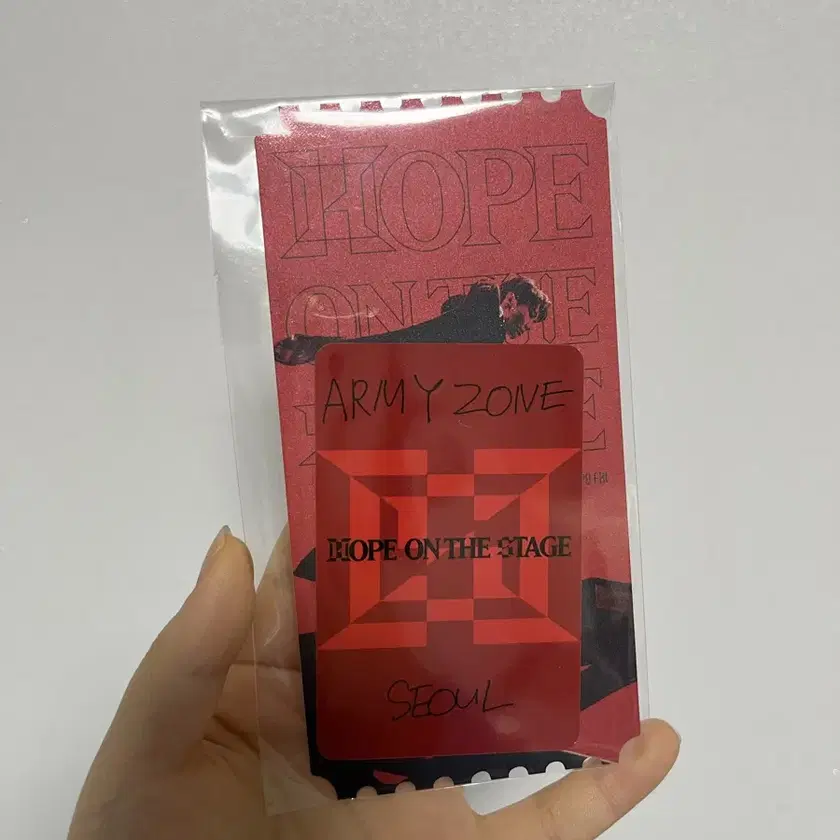 HOPE
ON THE
ARMY ZONE
HOPE ON THE STAGE
SEOUL